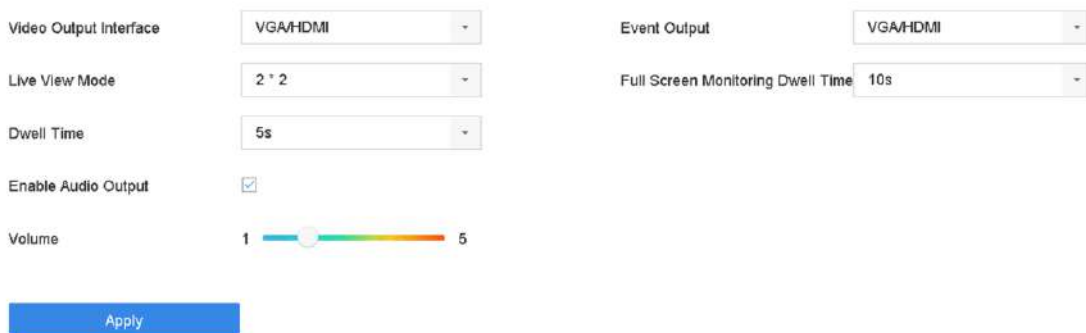 Video Output Interface VGA/HDMI Event Output VGA/HDMI
Live View Mode 2 * 2 Full Screen Monitoring Dwell Time 10s
Dwell Time 5s
Enable Audio Output
Volume 1 5
Apply